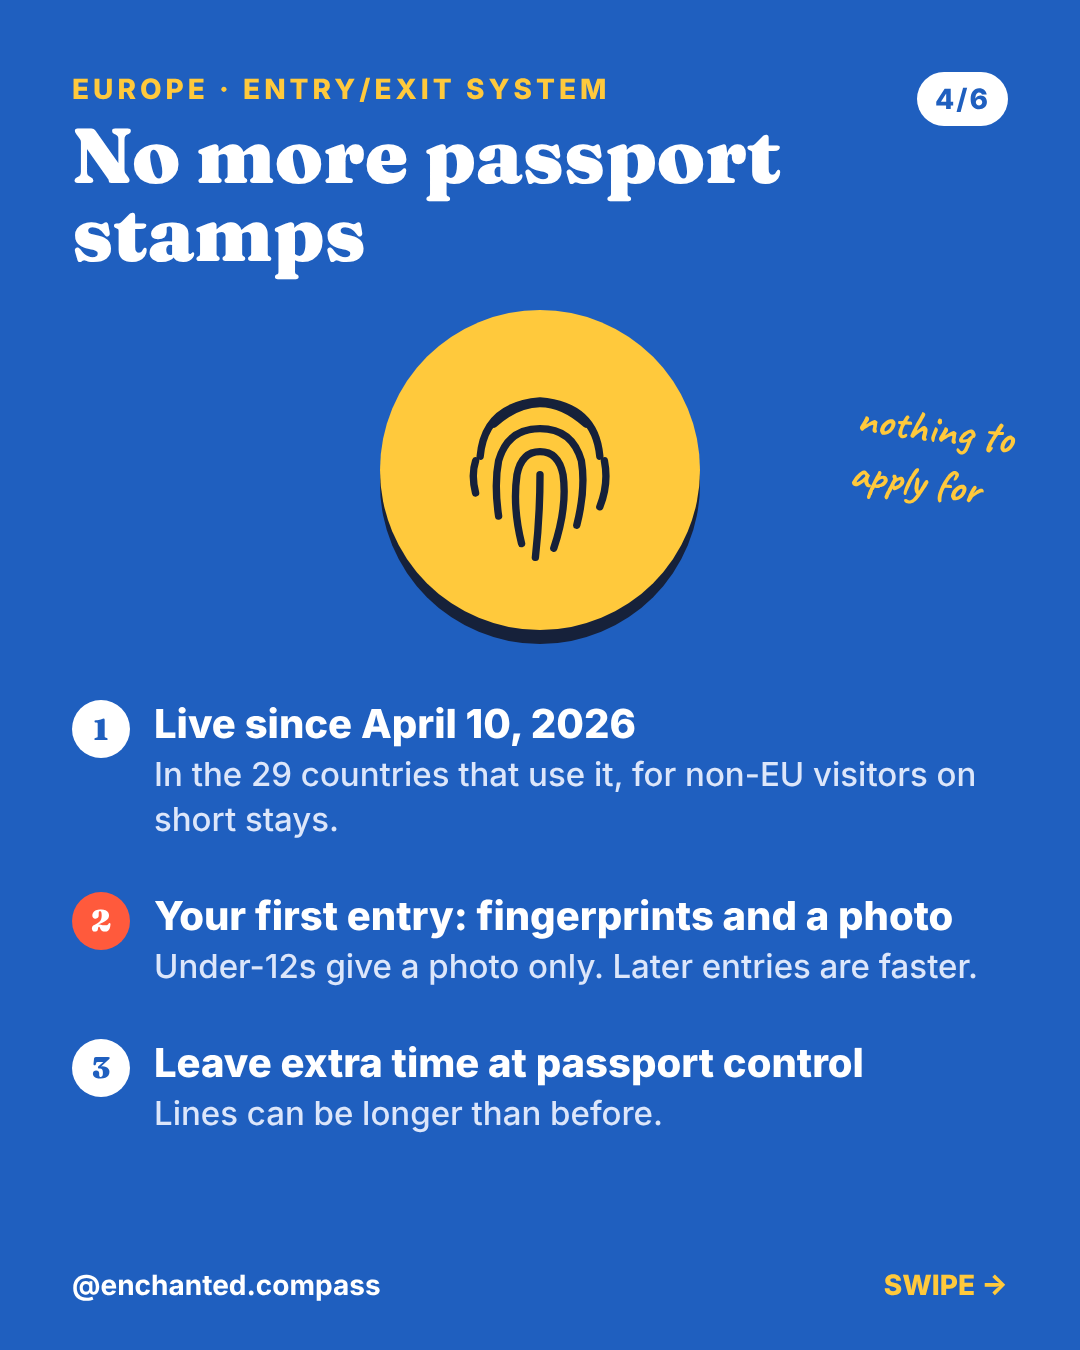 EUROPE · ENTRY/EXIT SYSTEM
4/6
No more passport
stamps
nothing to
apply for
1
Live since April 10, 2026
In the 29 countries that use it, for non-EU visitors on
short stays.
2
Your first entry: fingerprints and a photo
Under-12s give a photo only. Later entries are faster.
3
Leave extra time at passport control
Lines can be longer than before.
@enchanted.compass
SWIPE →